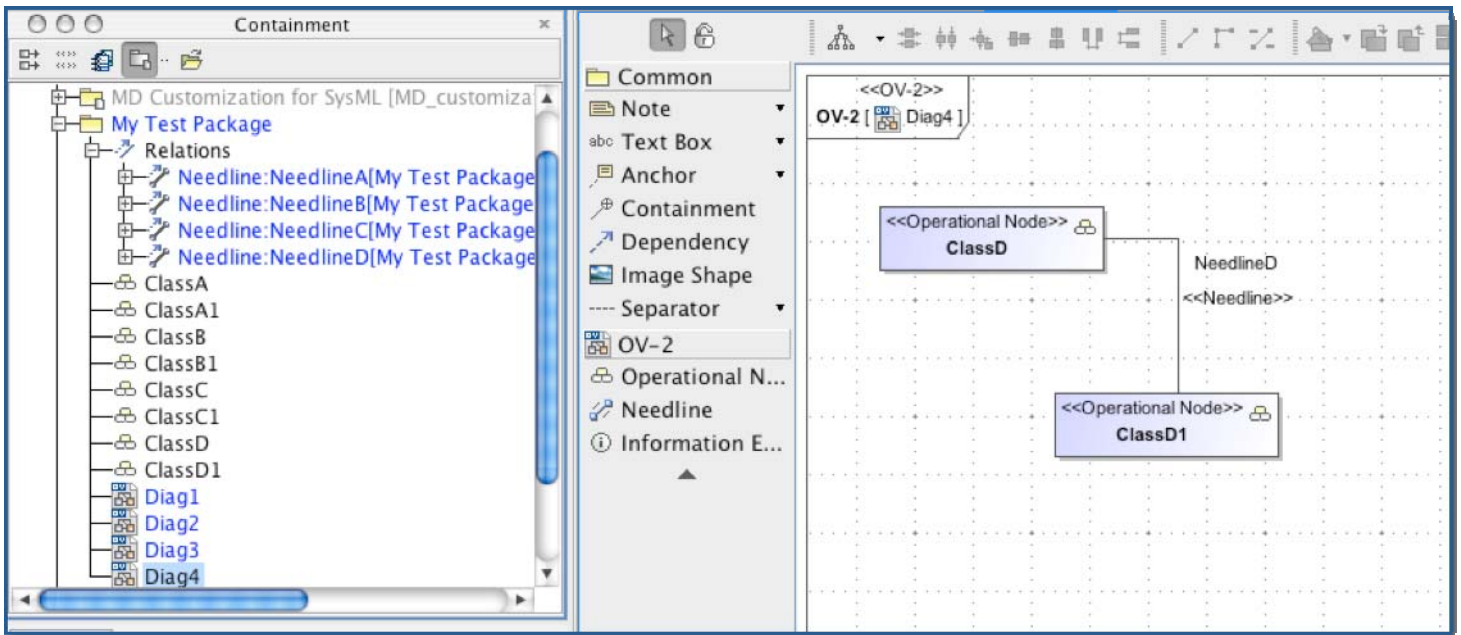 Containment
MD Customization for SysML [MD_customiza
My Test Package
Relations
Needline:NeedlineA[My Test Package
Needline:NeedlineB[My Test Package
Needline:NeedlineC[My Test Package
Needline:NeedlineD[My Test Package
ClassA
ClassA1
ClassB
ClassB1
ClassC
ClassC1
ClassD
ClassD1
Diag1
Diag2
Diag3
Diag4
Common
Note
abc Text Box
Anchor
Containment
Dependency
Image Shape
Separator
OV-2
Operational N...
Needline
Information E...
<<OV-2>>
OV-2 [ Diag4 ]
<<Operational Node>>
ClassD
NeedlineD
<<Needline>>
<<Operational Node>>
ClassD1